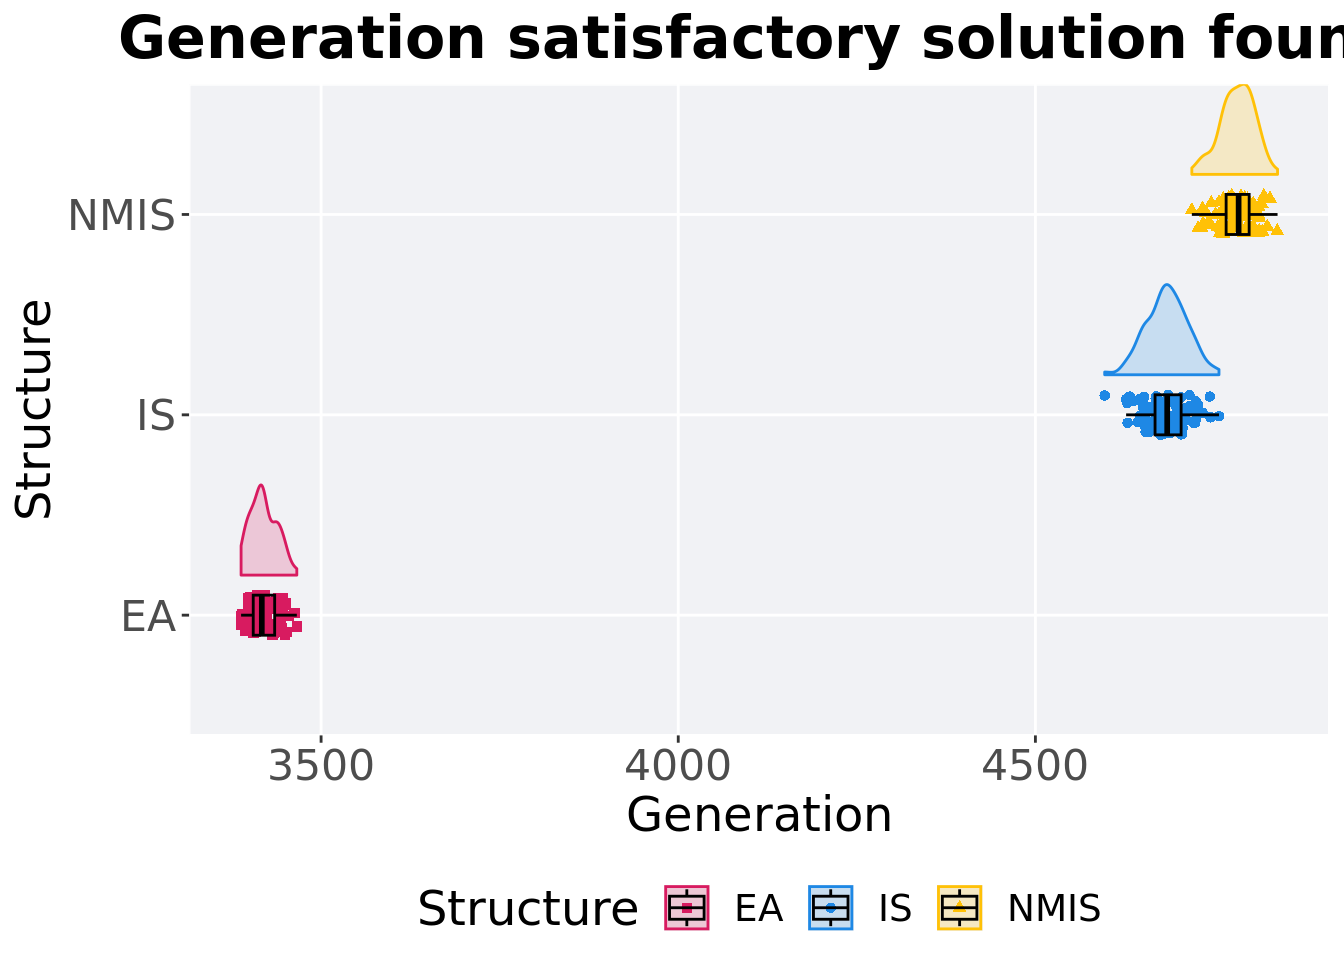 Generation satisfactory solution foun
NMIS
IS
EA
Structure
3500 4000 4500
Generation
Structure EA IS NMIS